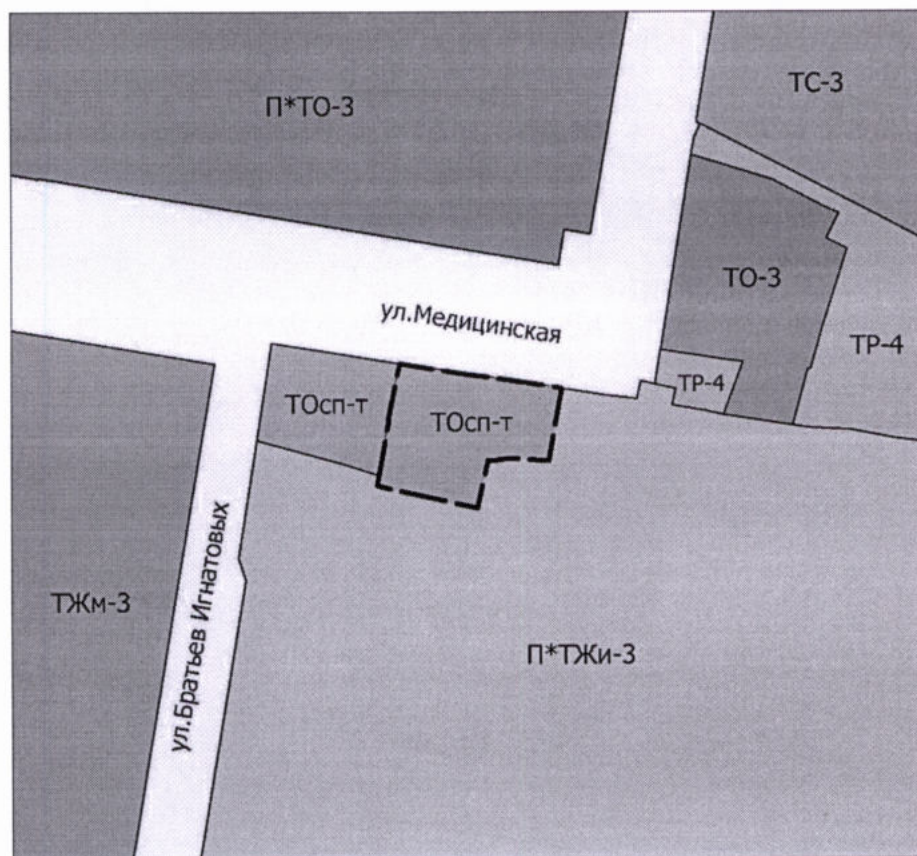 ТС-3
П*ТО-3
ТО-3
ул.Медицинская
ТР-4
ТР-4
ТОсп-т
ТОсп-т
ТЖм-3
ул.Братьев Игнатовых
П*ТЖи-3